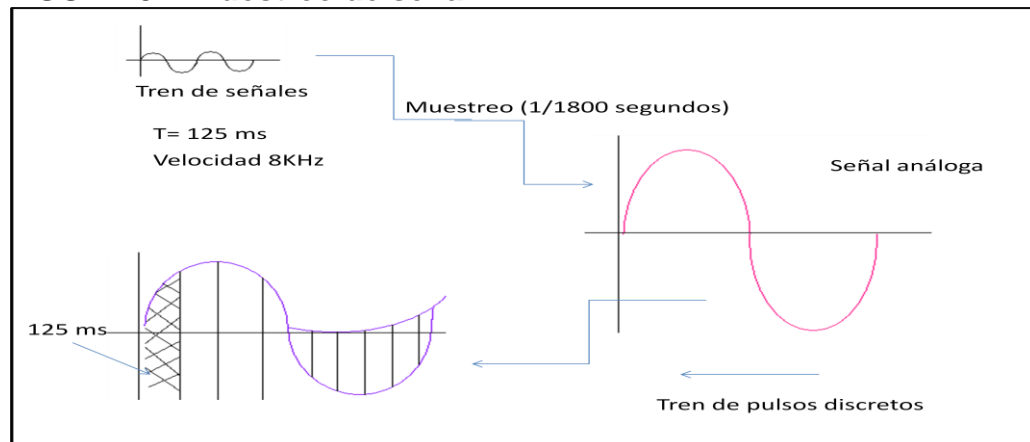 Tren de señales
T= 125 ms
Velocidad 8KHz
Muestreo (1/1800 segundos)
Señal análoga
125 ms
Tren de pulsos discretos